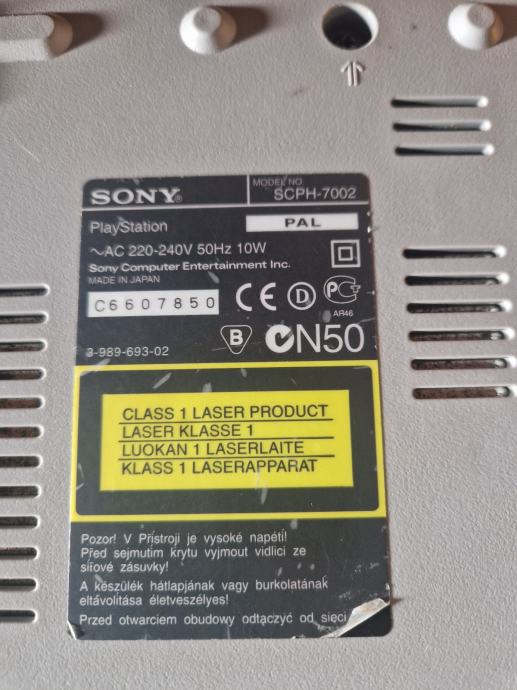 SONY®
MODEL NO.
SCPH-7002
PlayStation
PAL
~AC 220-240V 50Hz 10W
Sony Computer Entertainment Inc.
MADE IN JAPAN
C6607850
CE D PC
AR46
B N50
3-989-693-02
CLASS 1 LASER PRODUCT
LASER KLASSE 1
LUOKAN 1 LASERLAITE
KLASS 1 LASERAPPARAT
Pozor! V Přístroji je vysoké napětí!
Před sejmutím krytu vyjmout vidlici ze
síťové zásuvky!
A készülék hátlapjának vagy burkolatának
eltávolítása életveszélyes!
Przed otwarciem obudowy odtączyć od sieci